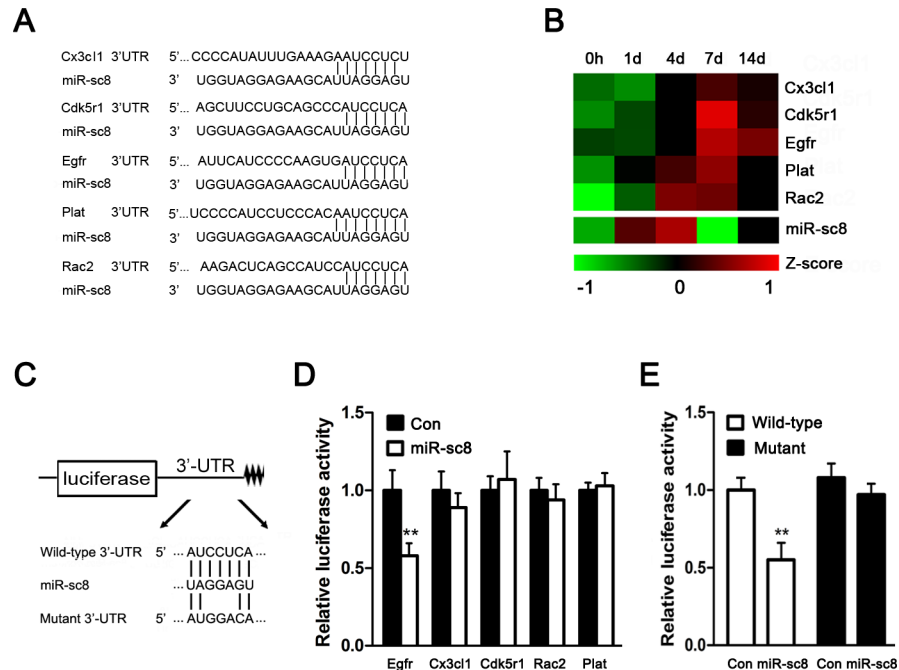 A
Cx3cl1 3'UTR 5'... CCCCAUAUUUGAAAGAAUCCUCU
miR-sc8 3' UGGUAGGAGAAGCAUUAGGAGU
Cdk5r1 3'UTR 5'... AGCUUCCUGCAGCCCAUCCUCA
miR-sc8 3' UGGUAGGAGAAGCAUUAGGAGU
Egfr 3'UTR 5'... AUUCAUCCCCAAGUGAUCCUCA
miR-sc8 3' UGGUAGGAGAAGCAUUAGGAGU
Plat 3'UTR 5'... UCCCCAUCCUCCCACAAUCCUCA
miR-sc8 3' UGGUAGGAGAAGCAUUAGGAGU
Rac2 3'UTR 5'... AAGACUCAGCCAUCCAUCCUCA
miR-sc8 3' UGGUAGGAGAAGCAUUAGGAGU
B
0h 1d 4d 7d 14d
Cx3cl1
Cdk5r1
Egfr
Plat
Rac2
miR-sc8
Z-score
-1 0 1
C
luciferase
3'-UTR
Wild-type 3'-UTR 5' ... AUCCUCA ...
miR-sc8 ... UAGGAGU
Mutant 3'-UTR 5' ... AUGGACA ...
D
Relative luciferase activity
1.5
1.0
0.5
0.0
Con
miR-sc8
**
Egfr Cx3cl1 Cdk5r1 Rac2 Plat
E
Relative luciferase activity
1.5
1.0
0.5
0.0
Wild-type
Mutant
**
Con miR-sc8 Con miR-sc8